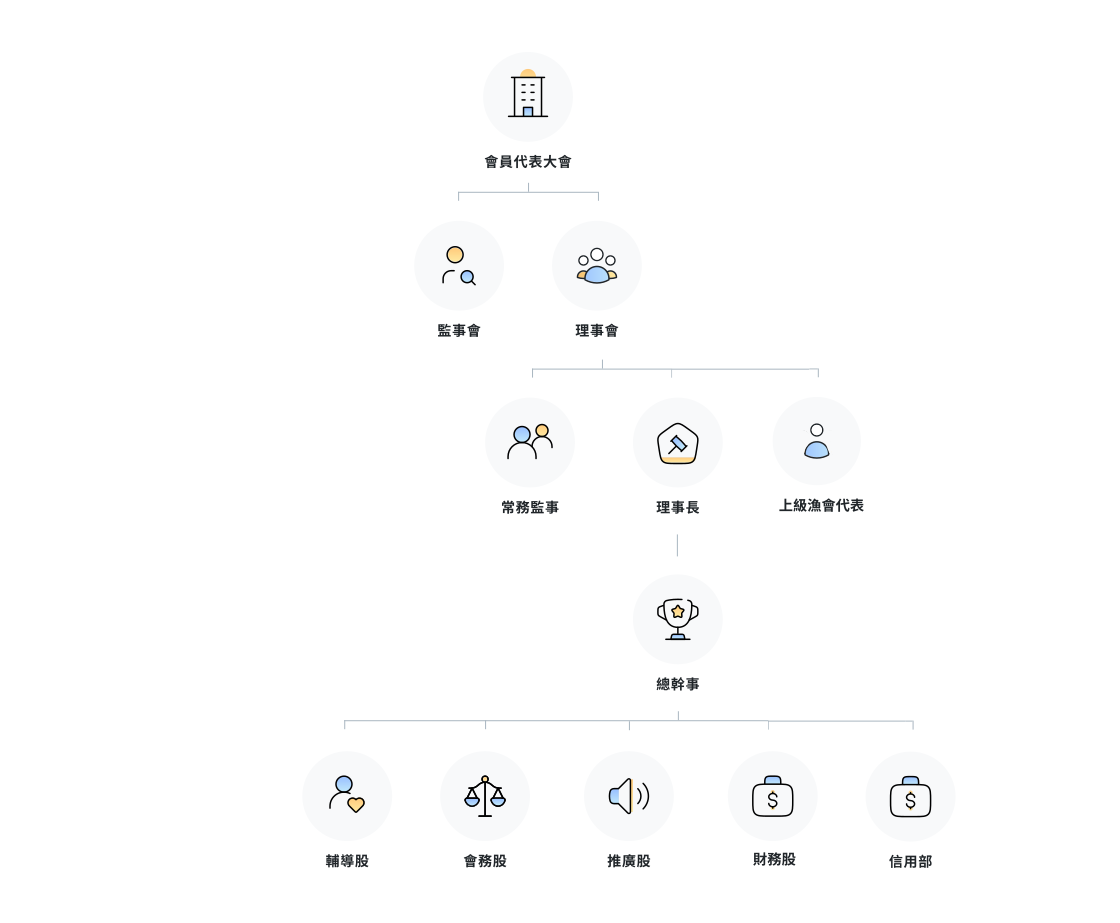 會員代表大會
監事會
理事會
常務監事
理事長
上級漁會代表
總幹事
輔導股
會務股
推廣股
財務股
信用部